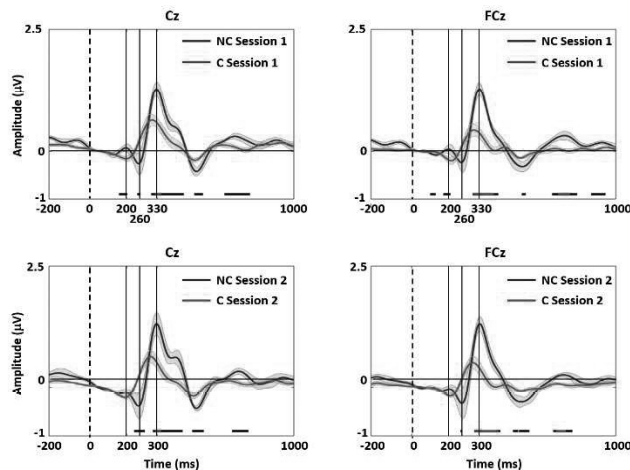 Cz
FCz
2.5
NC Session 1
C Session 1
2.5
NC Session 1
C Session 1
Amplitude (µV)
0
0
-1
-200 0 200 330 1000
260
-1
-200 0 200 330 1000
260
Cz
FCz
2.5
NC Session 2
C Session 2
2.5
NC Session 2
C Session 2
Amplitude (µV)
0
0
-1
-200 0 200 330 1000
-1
-200 0 200 330 1000
Time (ms)
Time (ms)